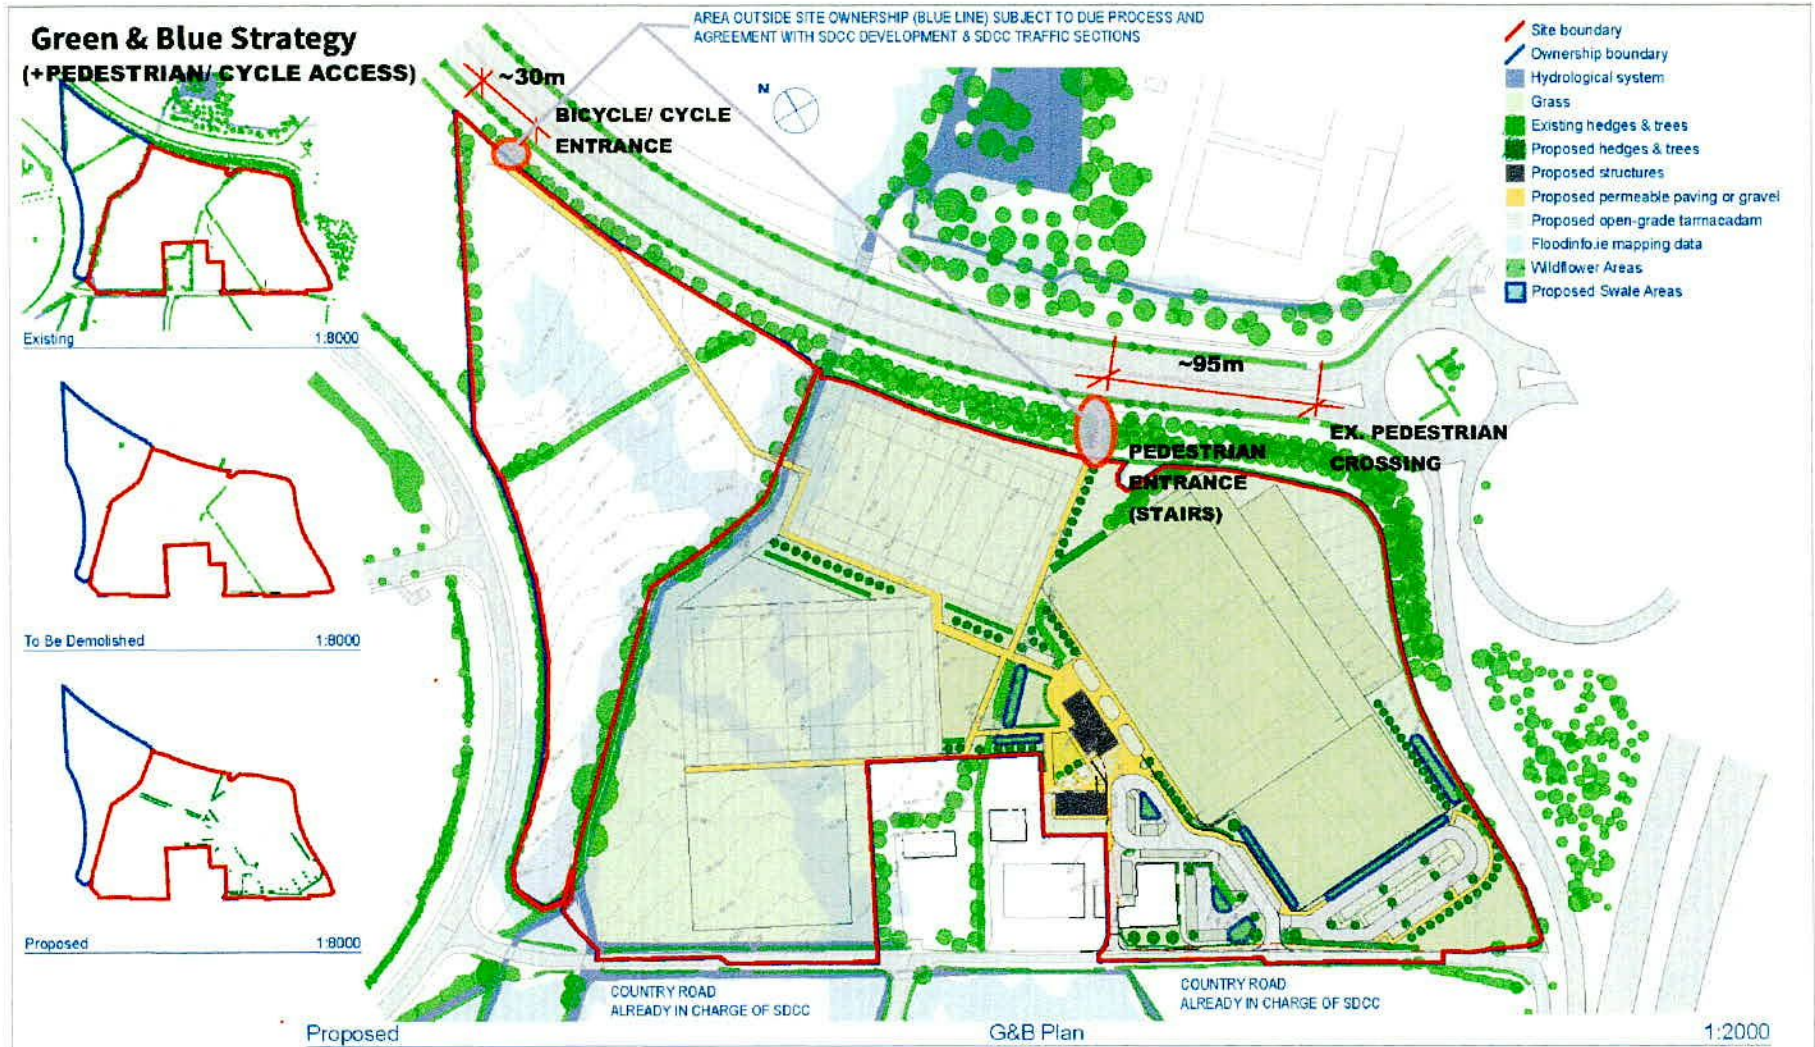 Green & Blue Strategy
(+PEDESTRIAN/ CYCLE ACCESS)
AREA OUTSIDE SITE OWNERSHIP (BLUE LINE) SUBJECT TO DUE PROCESS AND
AGREEMENT WITH SDCC DEVELOPMENT & SDCC TRAFFIC SECTIONS
~30m
N
BICYCLE/ CYCLE
ENTRANCE
Site boundary
Ownership boundary
Hydrological system
Grass
Existing hedges & trees
Proposed hedges & trees
Proposed structures
Proposed permeable paving or gravel
Proposed open-grade tarmacadam
Floodinfo.ie mapping data
Wildflower Areas
Proposed Swale Areas
Existing 1:8000
~95m
EX. PEDESTRIAN
CROSSING
PEDESTRIAN
ENTRANCE
(STAIRS)
To Be Demolished 1:8000
Proposed 1:8000
COUNTRY ROAD
ALREADY IN CHARGE OF SDCC
COUNTRY ROAD
ALREADY IN CHARGE OF SDCC
Proposed G&B Plan 1:2000